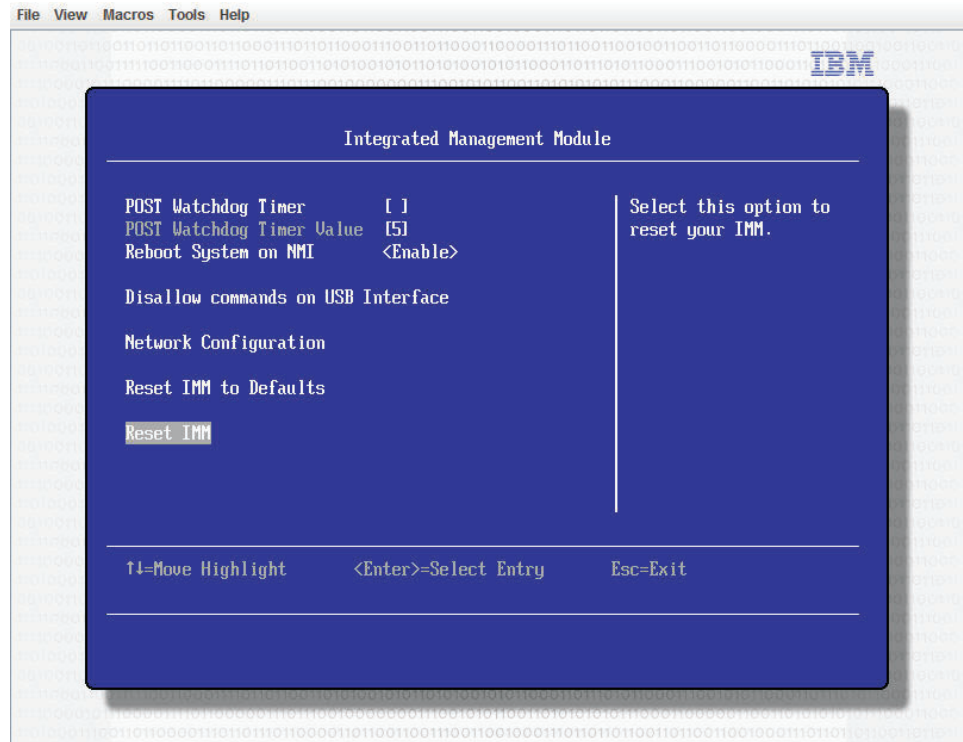 File View Macros Tools Help
IBM
Integrated Management Module
POST Watchdog Timer [ ]
POST Watchdog Timer Value [5]
Reboot System on NMI <Enable>
Disallow commands on USB Interface
Network Configuration
Reset IMM to Defaults
Reset IMM
Select this option to
reset your IMM.
↑↓=Move Highlight <Enter>=Select Entry Esc=Exit